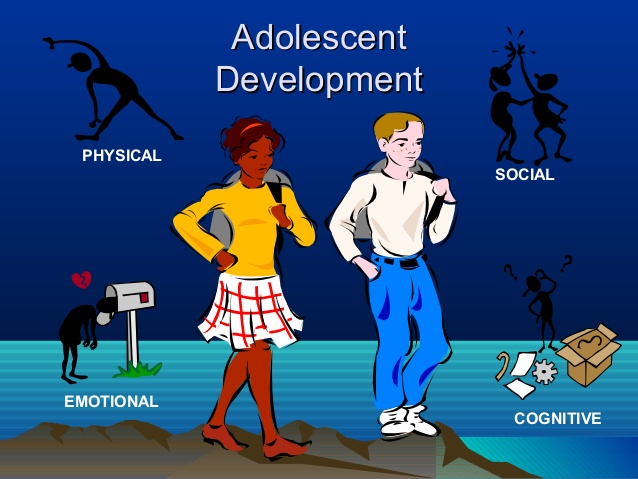 Adolescent
Development
PHYSICAL
SOCIAL
EMOTIONAL
COGNITIVE